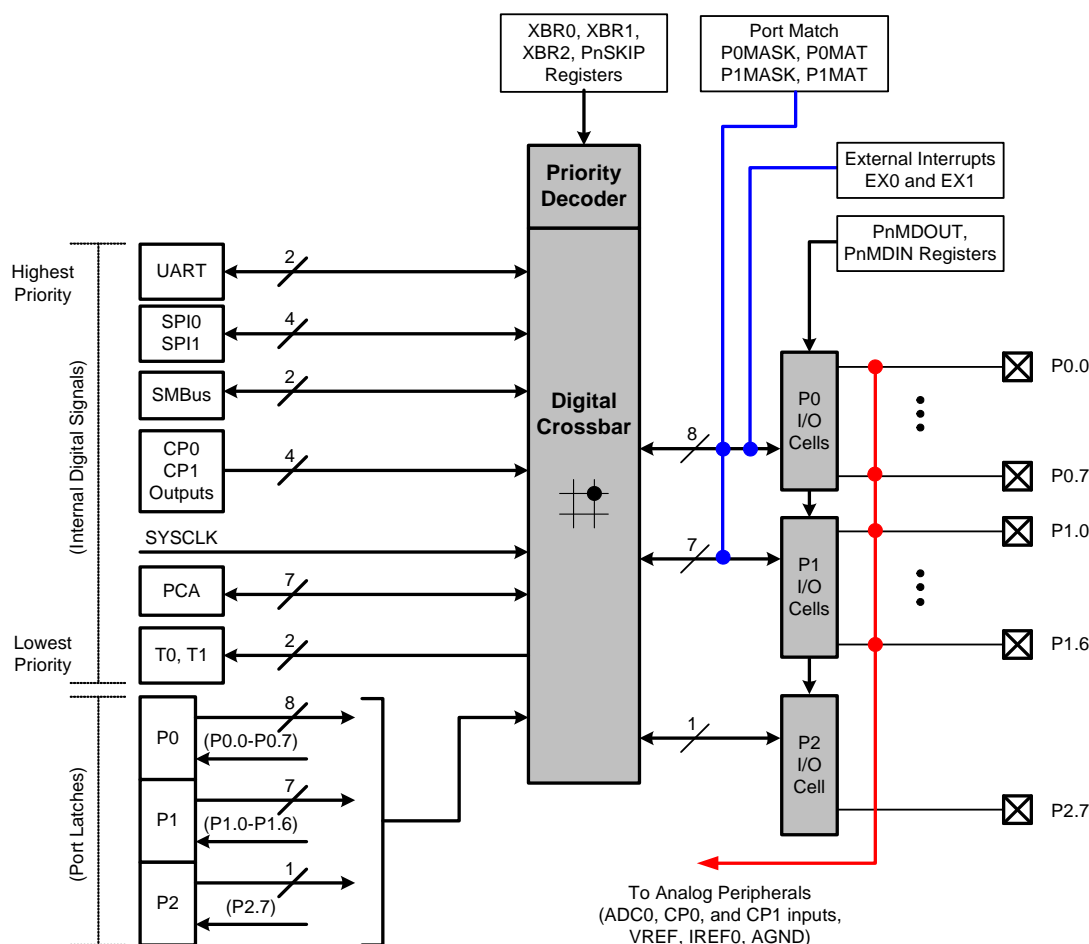 XBR0, XBR1,
XBR2, PnSKIP
Registers
Port Match
P0MASK, P0MAT
P1MASK, P1MAT
External Interrupts
EX0 and EX1
Priority
Decoder
PnMDOUT,
PnMDIN Registers
Highest
Priority
UART
2
SPI0
SPI1
4
(Internal Digital Signals)
SMBus
2
Digital
Crossbar
P0
I/O
Cells
P0.0
8
CP0
CP1
Outputs
4
P0.7
SYSCLK
7
P1
I/O
Cells
P1.0
PCA
7
Lowest
Priority
T0, T1
2
P1.6
P0
8
(P0.0-P0.7)
1
P2
I/O
Cell
(Port Latches)
P1
7
(P1.0-P1.6)
P2.7
P2
1
(P2.7)
To Analog Peripherals
(ADC0, CP0, and CP1 inputs,
VREF, IREF0, AGND)